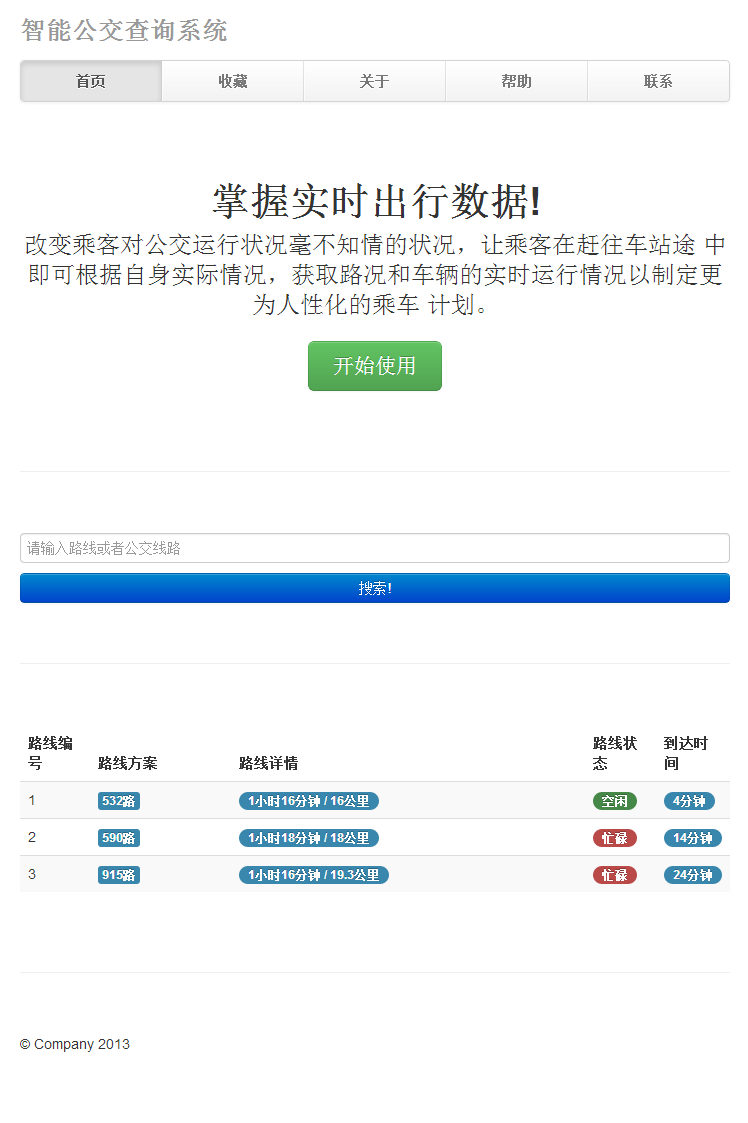 智能公交查询系统
首页 收藏 关于 帮助 联系
掌握实时出行数据!
改变乘客对公交运行状况毫不知情的状况，让乘客在赶往车站途 中
即可根据自身实际情况，获取路况和车辆的实时运行情况以制定更
为人性化的乘车 计划。
开始使用
请输入路线或者公交线路
搜索!
路线编号 路线方案 路线详情 路线状态 到达时间
1 532路 1小时16分钟 / 16公里 空闲 4分钟
2 590路 1小时18分钟 / 18公里 忙碌 14分钟
3 915路 1小时16分钟 / 19.3公里 忙碌 24分钟
© Company 2013